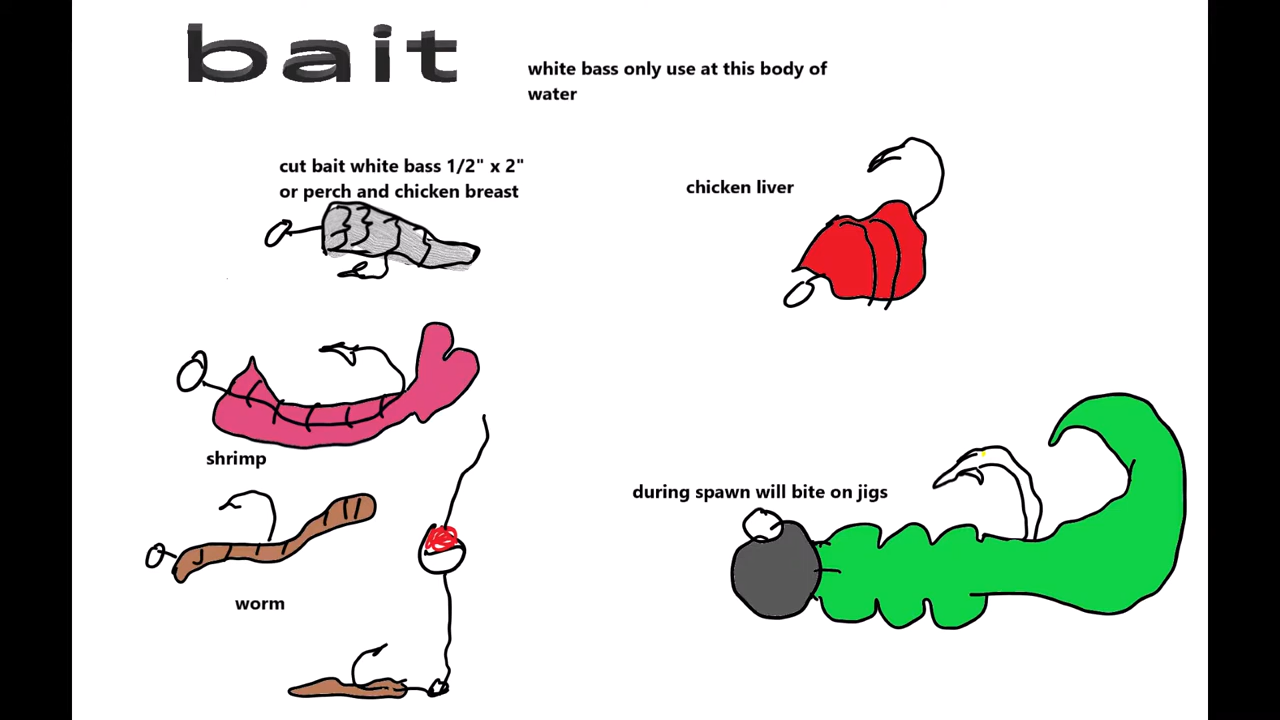 bait
white bass only use at this body of
water
cut bait white bass 1/2" x 2"
or perch and chicken breast
chicken liver
shrimp
during spawn will bite on jigs
worm